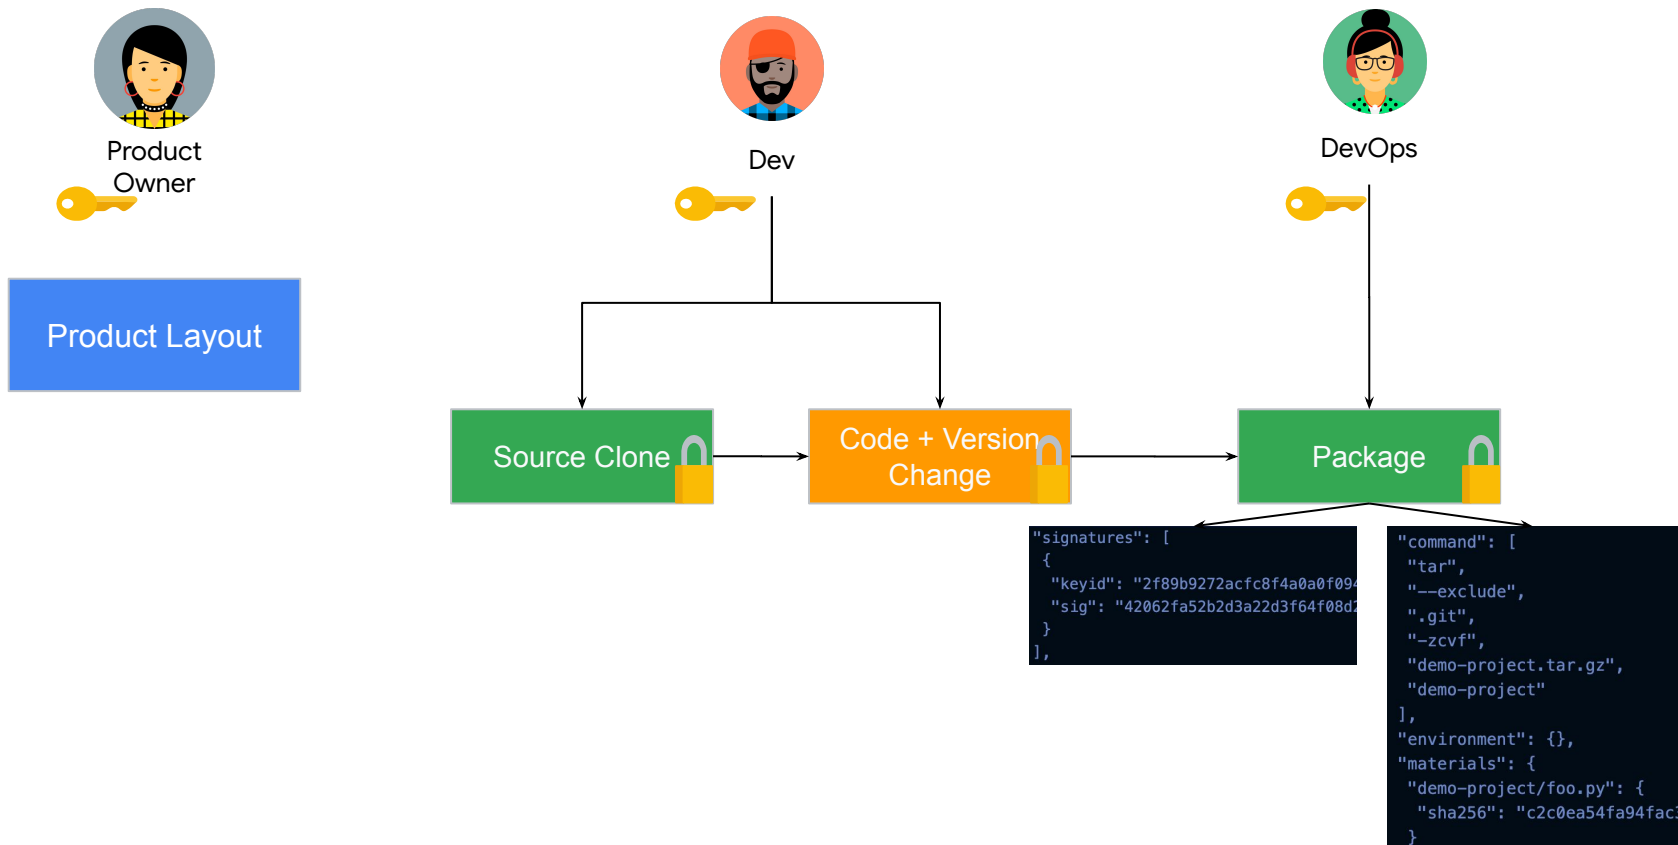 Product
Owner
Dev
DevOps
Product Layout
Source Clone
Code + Version
Change
Package
"signatures": [
{
"keyid": "2f89b9272acfc8f4a0a0f094
"sig": "42062fa52b2d3a22d3f64f08d2
}
],
"command": [
"tar",
"--exclude",
".git",
"-zcvf",
"demo-project.tar.gz",
"demo-project"
],
"environment": {},
"materials": {
"demo-project/foo.py": {
"sha256": "c2c0ea54fa94fac3
}